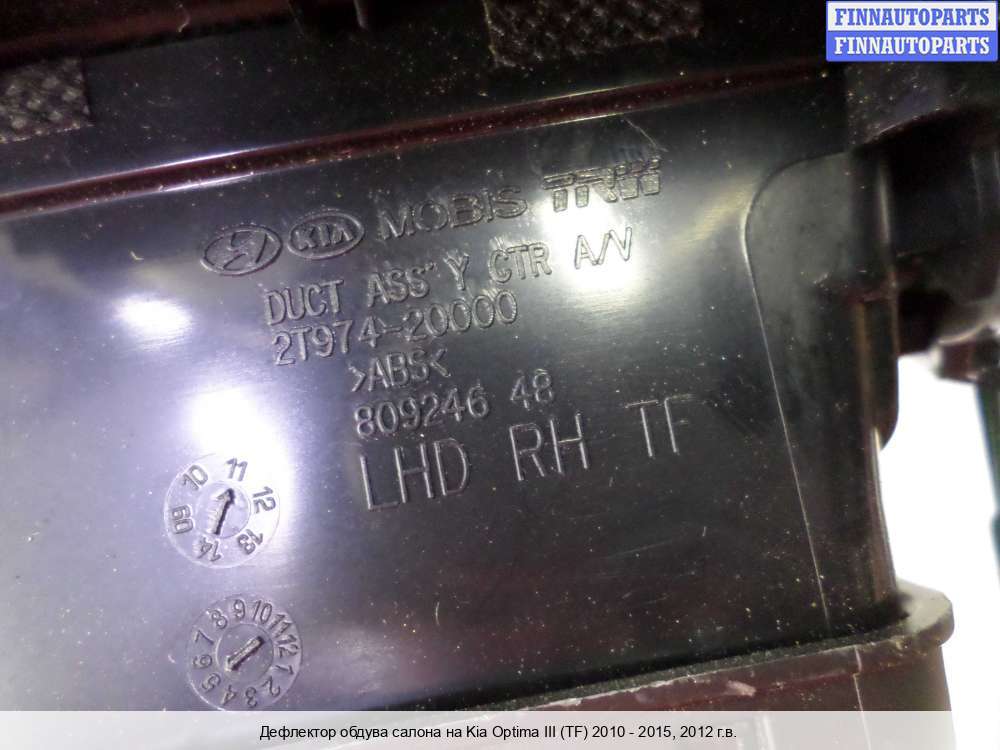 FINNAUTOPARTS
FINNAUTOPARTS
KIA MOBIS TRW
DUCT ASS'Y CTR A/V
2T974-20000
>ABS<
809246 48
LHD RH TF
09 10 11 12 13 14
1 2 3 4 5 6 7 8 9 10 11 12
Дефлектор обдува салона на Kia Optima III (TF) 2010 - 2015, 2012 г.в.